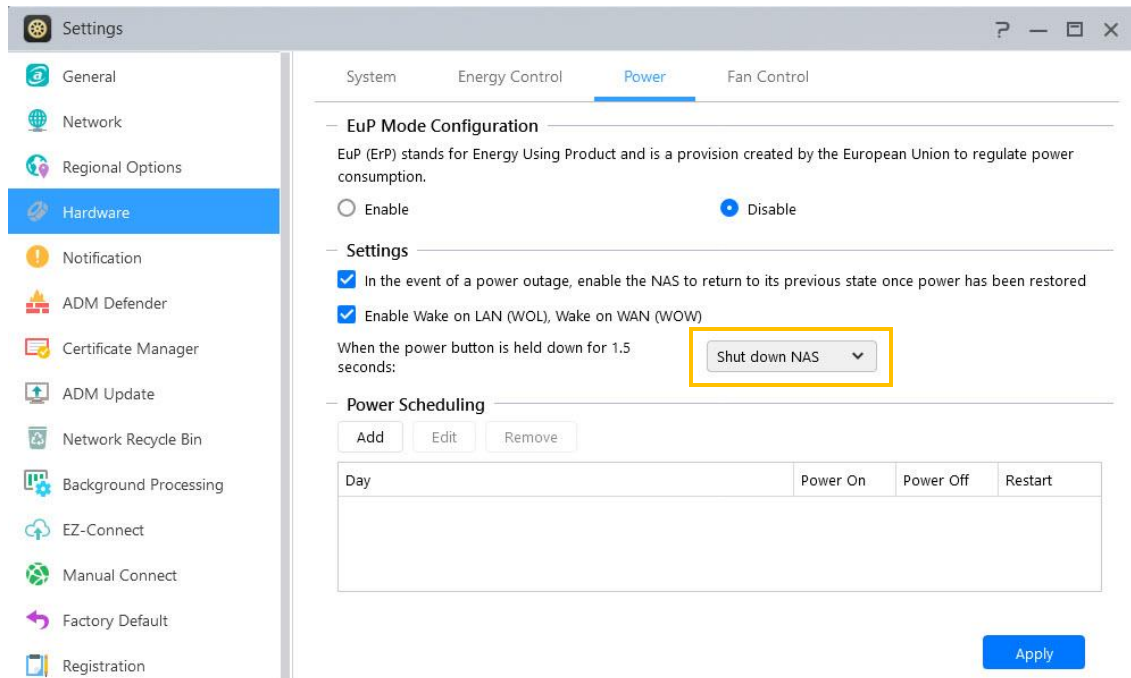 Settings
General
Network
Regional Options
Hardware
Notification
ADM Defender
Certificate Manager
ADM Update
Network Recycle Bin
Background Processing
EZ-Connect
Manual Connect
Factory Default
Registration
System Energy Control Power Fan Control
EuP Mode Configuration
EuP (ErP) stands for Energy Using Product and is a provision created by the European Union to regulate power
consumption.
Enable Disable
Settings
In the event of a power outage, enable the NAS to return to its previous state once power has been restored
Enable Wake on LAN (WOL), Wake on WAN (WOW)
When the power button is held down for 1.5
seconds:
Shut down NAS
Power Scheduling
Add Edit Remove
Day Power On Power Off Restart
Apply